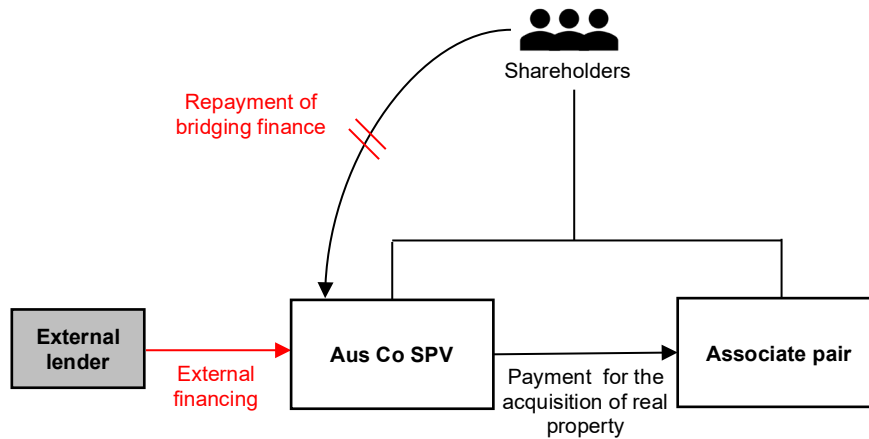 Shareholders
Repayment of
bridging finance
External
lender
External
financing
Aus Co SPV
Payment for the
acquisition of real
property
Associate pair